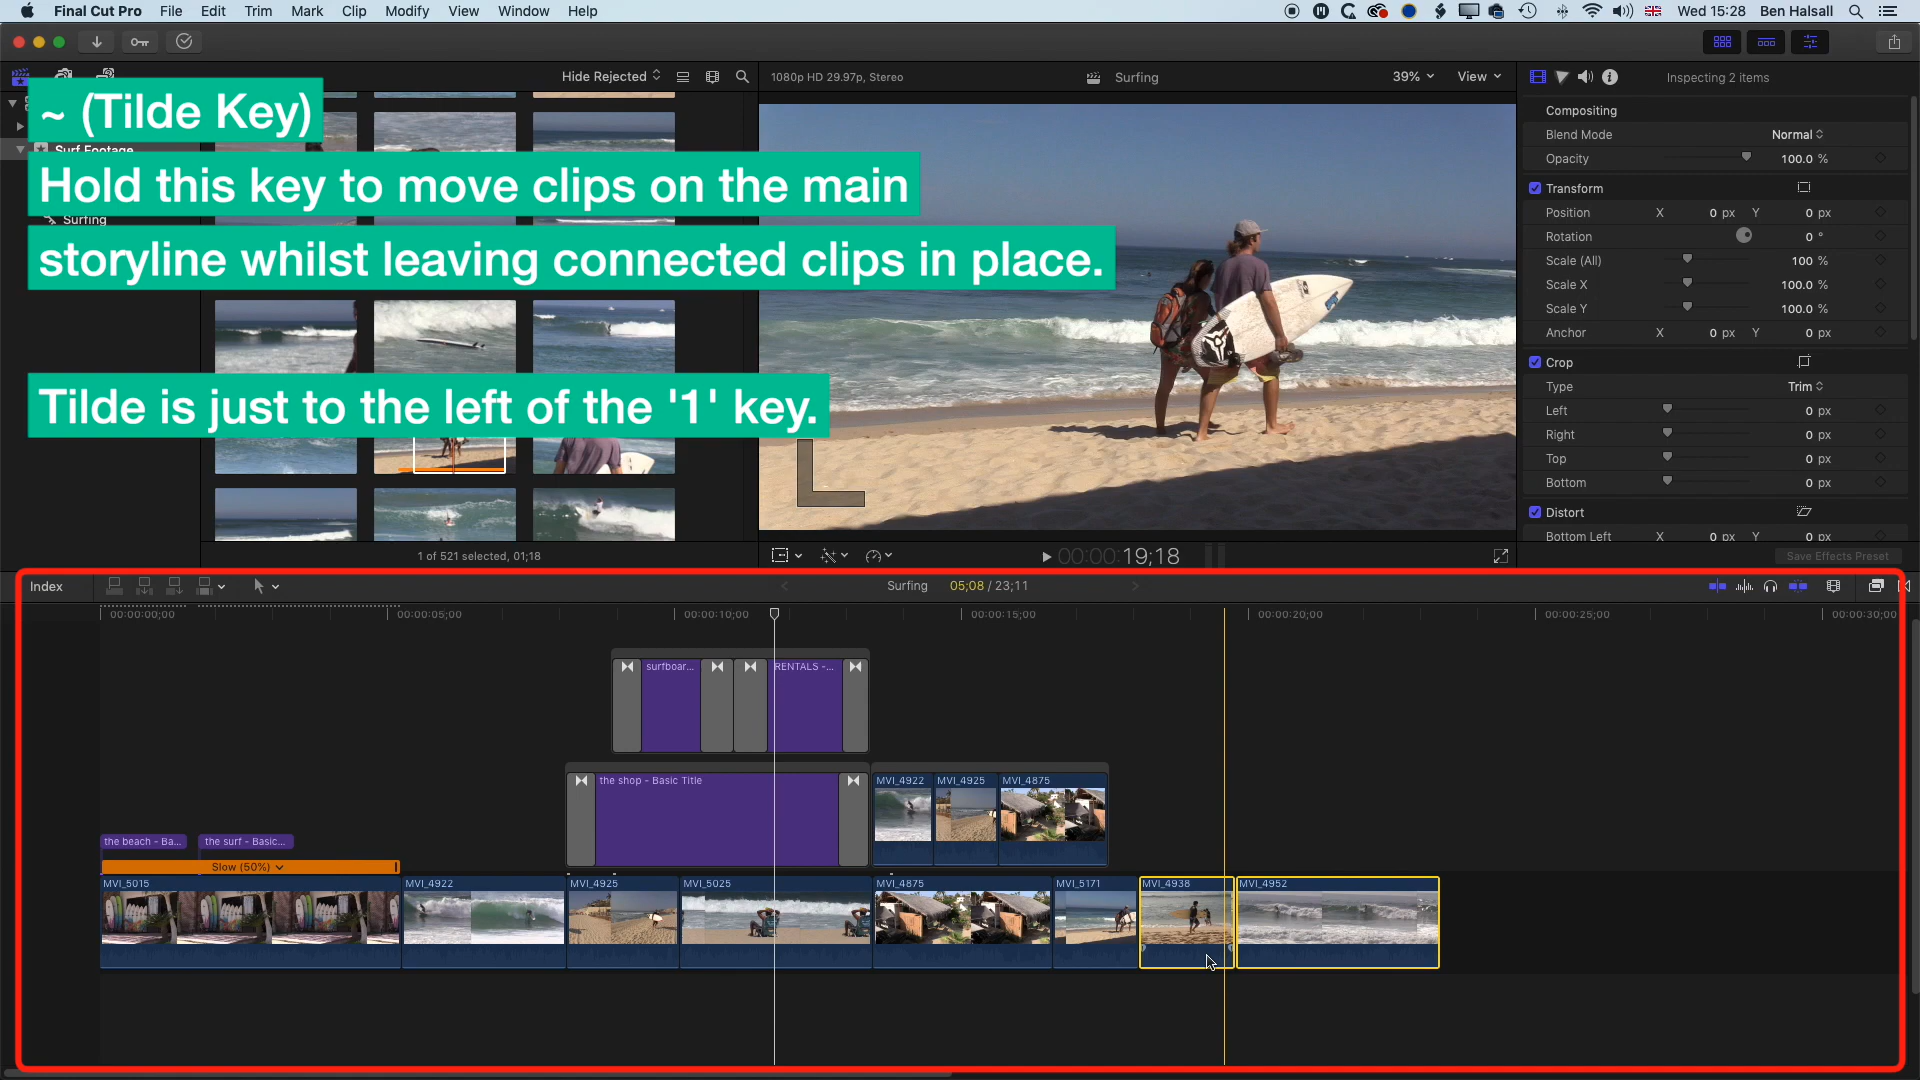 Final Cut Pro File Edit Trim Mark Clip Modify View Window Help Wed 15:28 Ben Halsall
Hide Rejected
1080p HD 29.97p, Stereo Surfing 39% View
Inspecting 2 items
~ (Tilde Key)
Surf Footage
Hold this key to move clips on the main
Surfing
storyline whilst leaving connected clips in place.
Tilde is just to the left of the '1' key.
1 of 521 selected, 01;18
00:00:19;18
Compositing
Blend Mode Normal
Opacity 100.0 %
Transform
Position X 0 px Y 0 px
Rotation 0 °
Scale (All) 100 %
Scale X 100.0 %
Scale Y 100.0 %
Anchor X 0 px Y 0 px
Crop
Type Trim
Left 0 px
Right 0 px
Top 0 px
Bottom 0 px
Distort
Bottom Left X 0 px Y 0 px
Save Effects Preset
Index Surfing 05;08 / 23;11
00:00:00;00 00:00:05;00 00:00:10;00 00:00:15;00 00:00:20;00 00:00:25;00 00:00:30;00
surfboar... RENTALS -...
the shop - Basic Title MVI_4922 MVI_4925 MVI_4875
the beach - Ba... the surf - Basic...
Slow (50%)
MVI_5015 MVI_4922 MVI_4925 MVI_5025 MVI_4875 MVI_5171 MVI_4938 MVI_4952